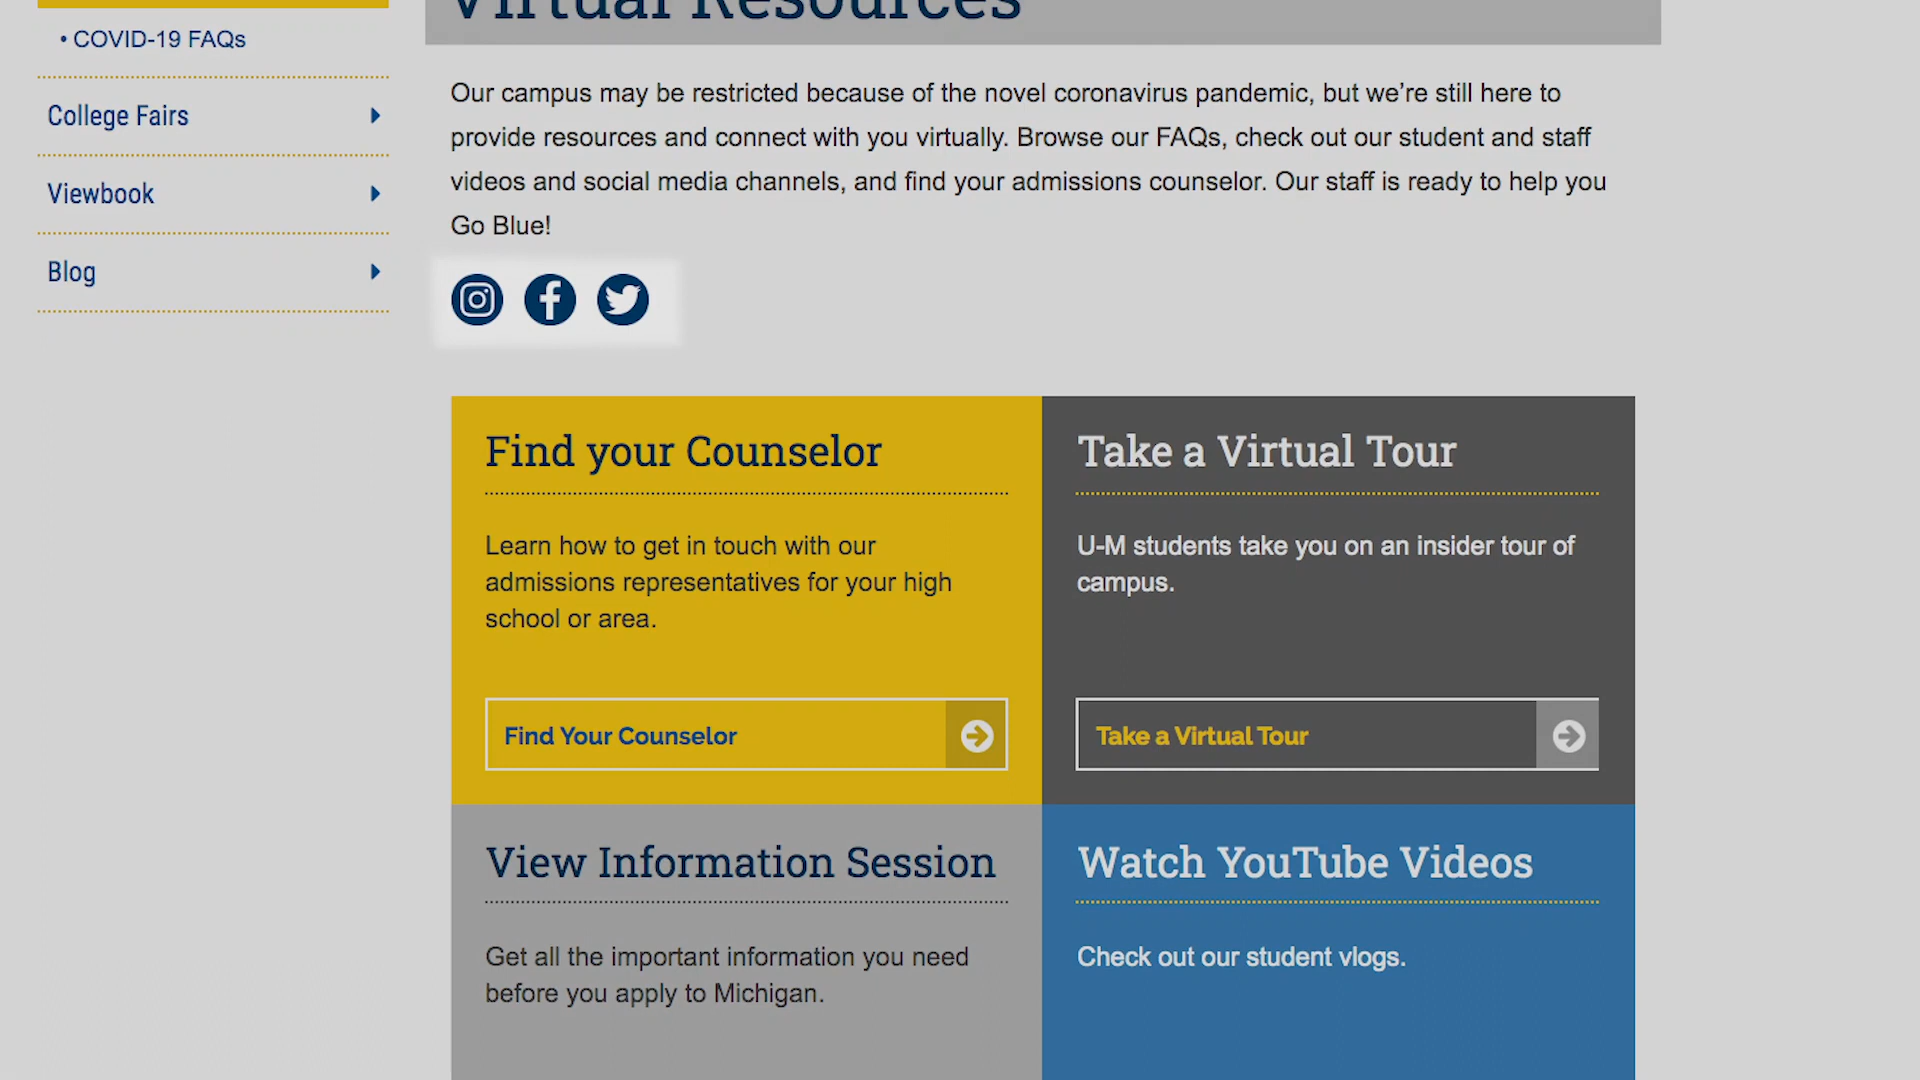 Virtual Resources
• COVID-19 FAQs
College Fairs
Viewbook
Blog
Our campus may be restricted because of the novel coronavirus pandemic, but we’re still here to
provide resources and connect with you virtually. Browse our FAQs, check out our student and staff
videos and social media channels, and find your admissions counselor. Our staff is ready to help you
Go Blue!
Find your Counselor
Learn how to get in touch with our
admissions representatives for your high
school or area.
Find Your Counselor
Take a Virtual Tour
U-M students take you on an insider tour of
campus.
Take a Virtual Tour
View Information Session
Get all the important information you need
before you apply to Michigan.
Watch YouTube Videos
Check out our student vlogs.